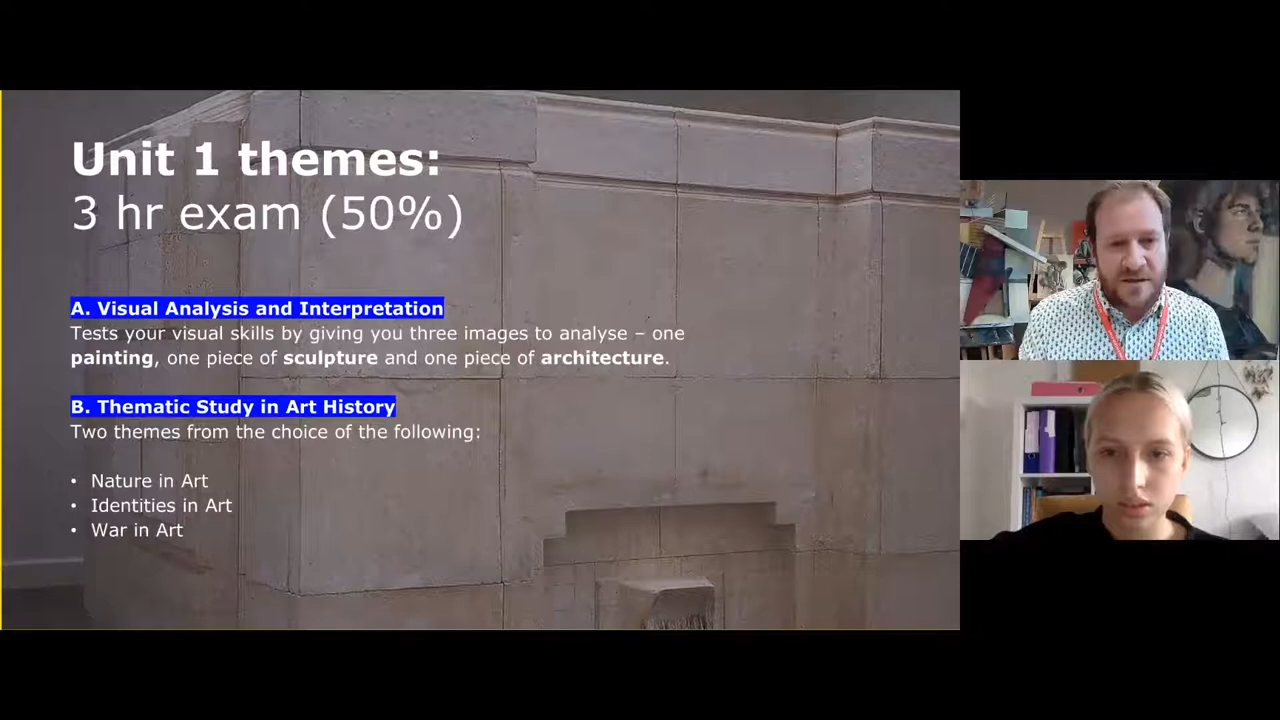 Unit 1 themes:
3 hr exam (50%)
A. Visual Analysis and Interpretation
Tests your visual skills by giving you three images to analyse – one
painting, one piece of sculpture and one piece of architecture.
B. Thematic Study in Art History
Two themes from the choice of the following:
• Nature in Art
• Identities in Art
• War in Art